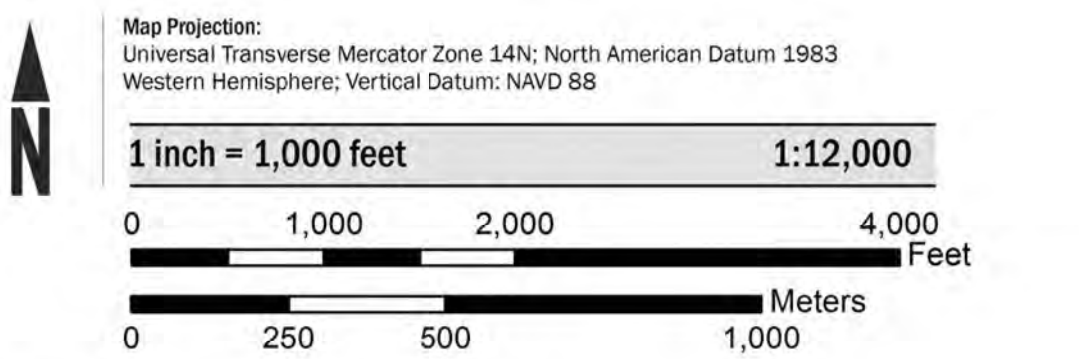 Map Projection:
Universal Transverse Mercator Zone 14N; North American Datum 1983
Western Hemisphere; Vertical Datum: NAVD 88
N
1 inch = 1,000 feet 1:12,000
0 1,000 2,000 4,000
Feet
Meters
0 250 500 1,000